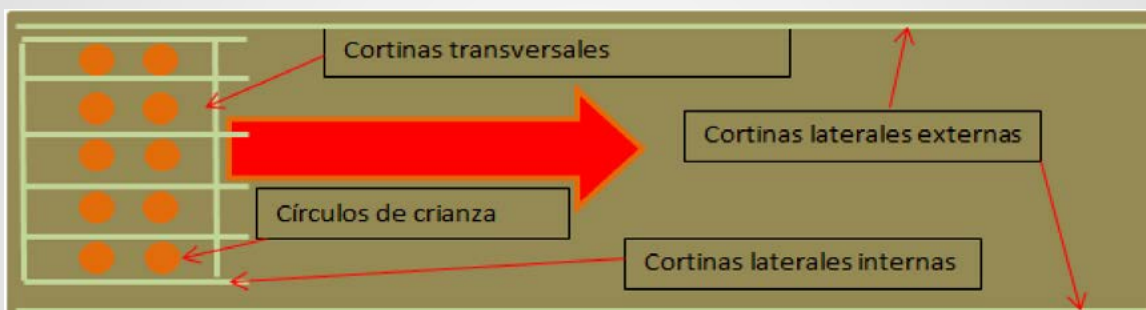 Cortinas transversales
Cortinas laterales externas
Círculos de crianza
Cortinas laterales internas